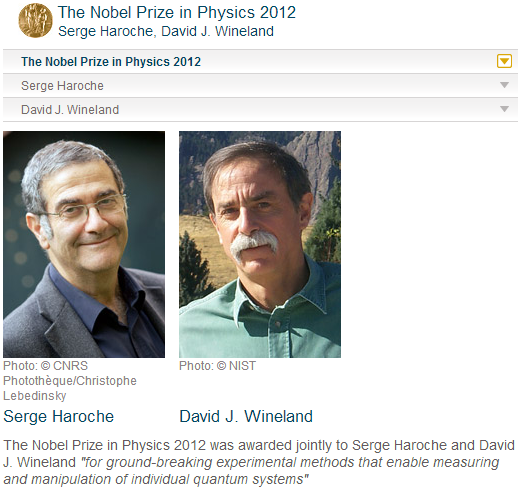 The Nobel Prize in Physics 2012
Serge Haroche, David J. Wineland
The Nobel Prize in Physics 2012
Serge Haroche
David J. Wineland
Photo: © CNRS
Photothèque/Christophe
Lebedinsky
Photo: © NIST
Serge Haroche
David J. Wineland
The Nobel Prize in Physics 2012 was awarded jointly to Serge Haroche and David
J. Wineland "for ground-breaking experimental methods that enable measuring
and manipulation of individual quantum systems"